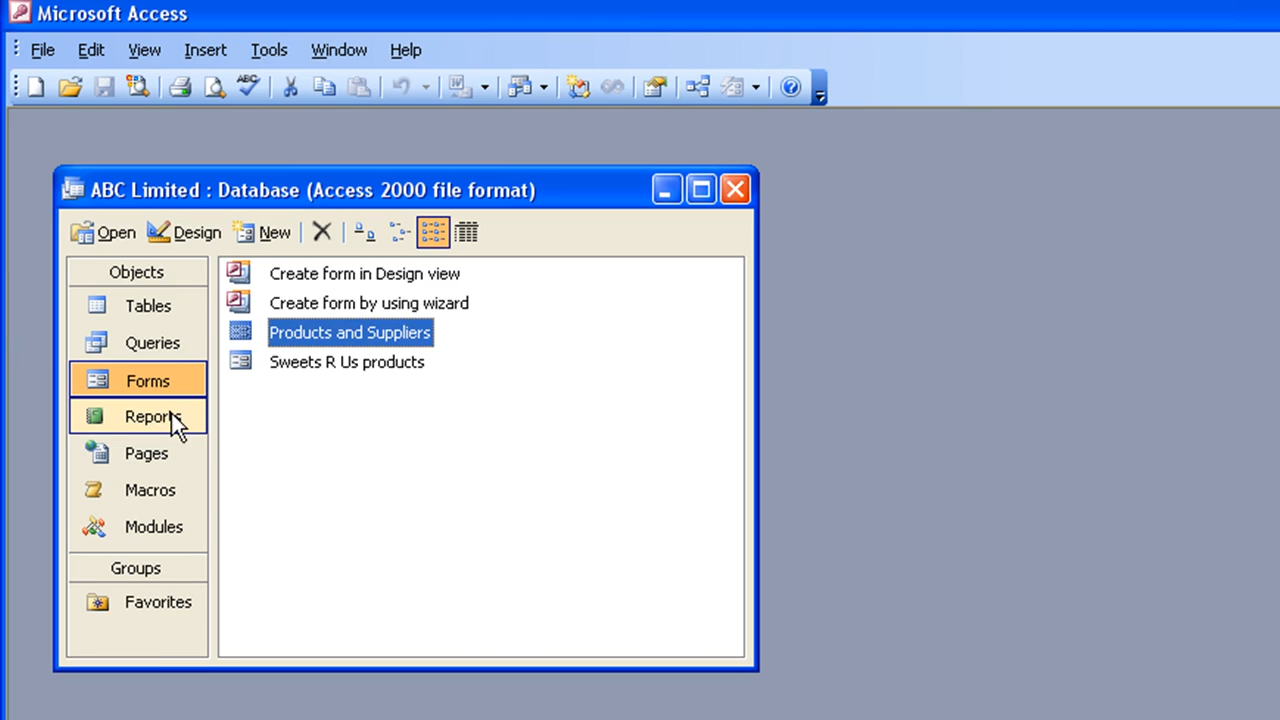 Microsoft Access
File Edit View Insert Tools Window Help
ABC
ABC Limited : Database (Access 2000 file format)
Open Design New
Objects
Tables
Queries
Forms
Reports
Pages
Macros
Modules
Groups
Favorites
Create form in Design view
Create form by using wizard
Products and Suppliers
Sweets R Us products